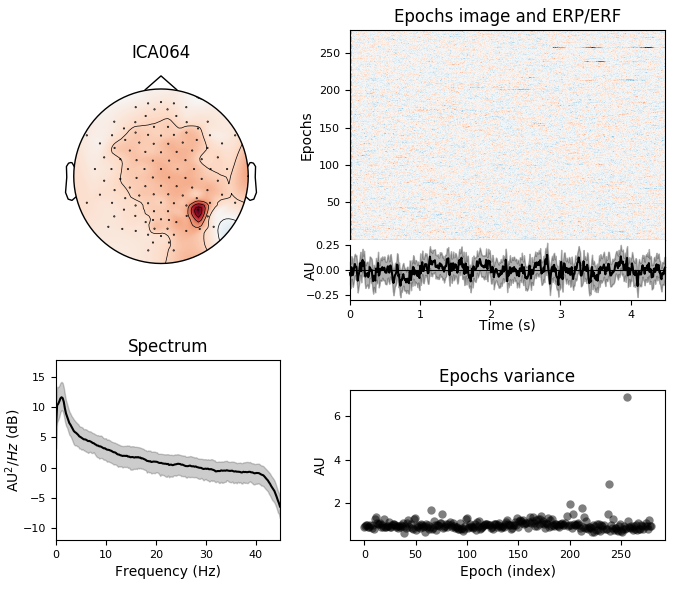 ICA064
Epochs image and ERP/ERF
Epochs
250
200
150
100
50
AU
0.25
0.00
−0.25
0 1 2 3 4
Time (s)
Spectrum
AU²/Hz (dB)
15
10
5
0
−5
−10
0 10 20 30 40
Frequency (Hz)
Epochs variance
AU
6
4
2
0 50 100 150 200 250
Epoch (index)